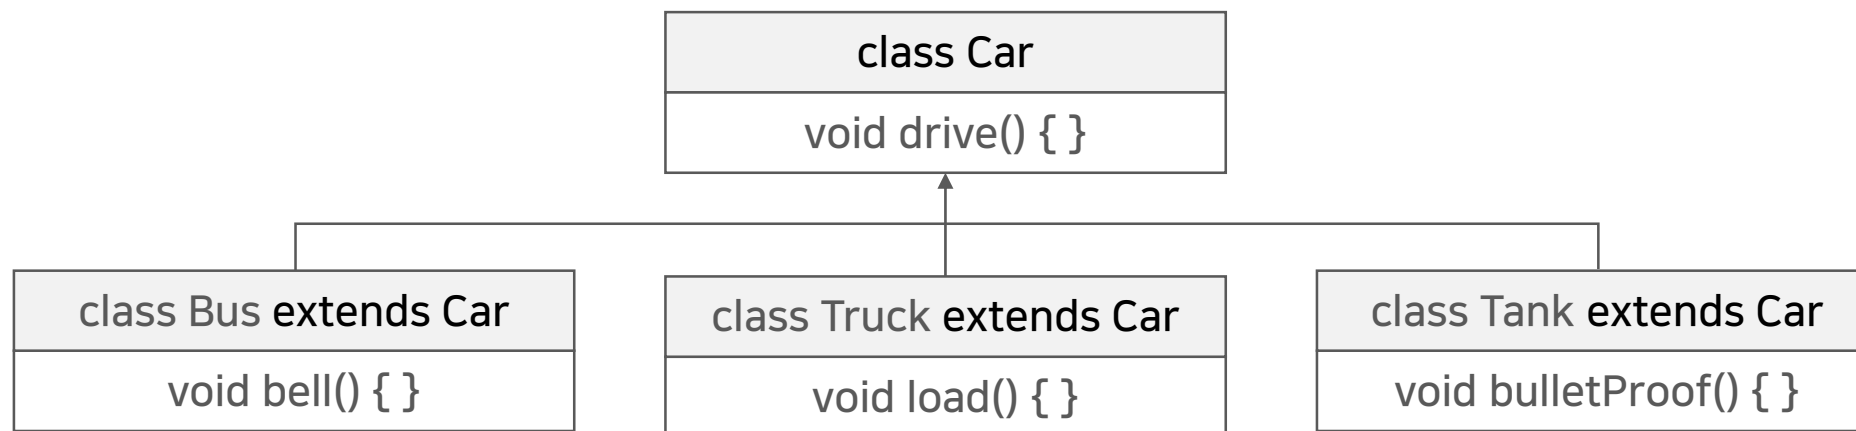 class Car
void drive() { }
class Bus extends Car
void bell() { }
class Truck extends Car
void load() { }
class Tank extends Car
void bulletProof() { }